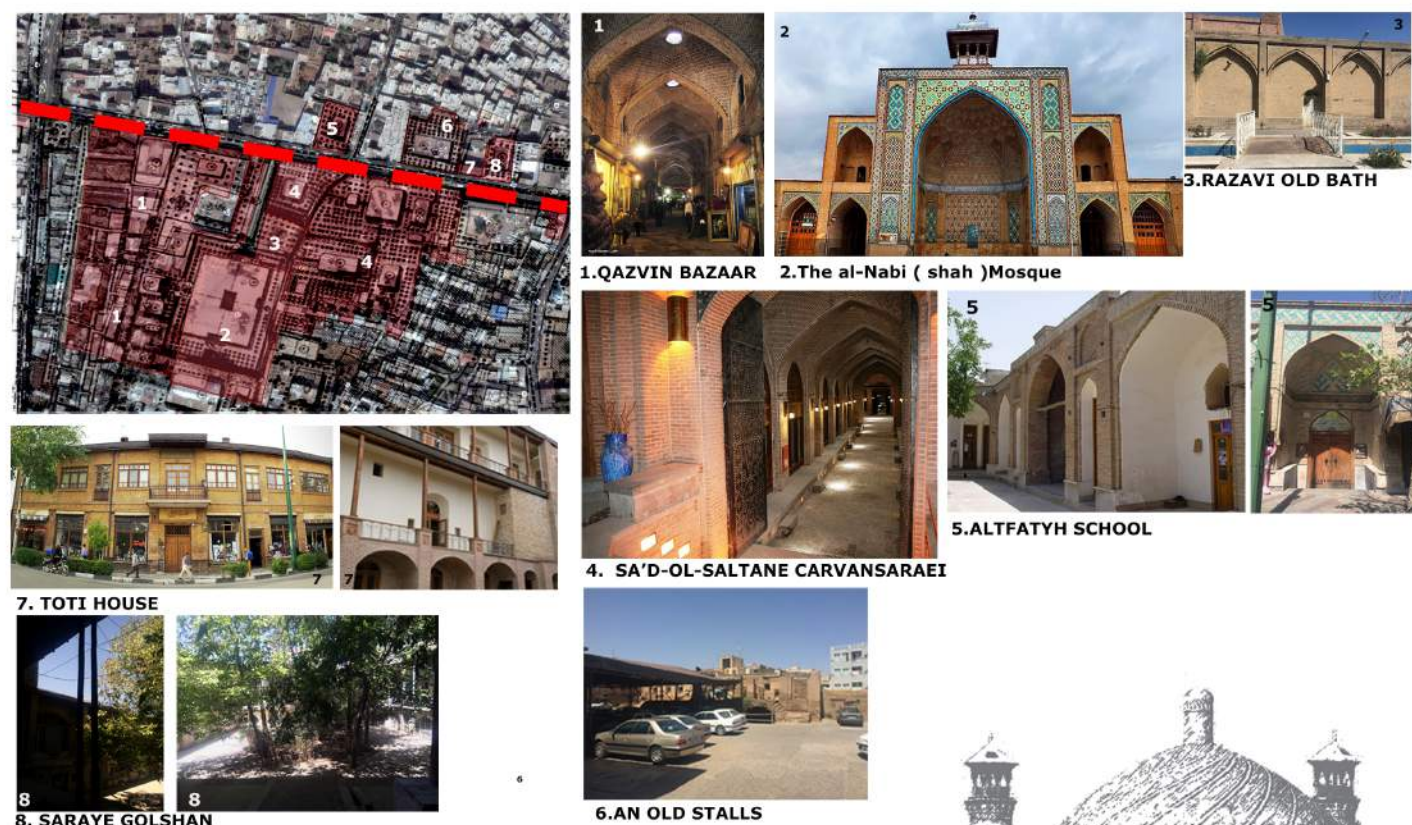 5
6
7
8
4
1
3
4
1
2
1
2
3
3.RAZAVI OLD BATH
1.QAZVIN BAZAAR
2.The al-Nabi ( shah )Mosque
5
5
5.ALTFATYH SCHOOL
4. SA’D-OL-SALTANE CARVANSARAEI
7
7
7. TOTI HOUSE
8
8
6
8. SARAYE GOLSHAN
6.AN OLD STALLS